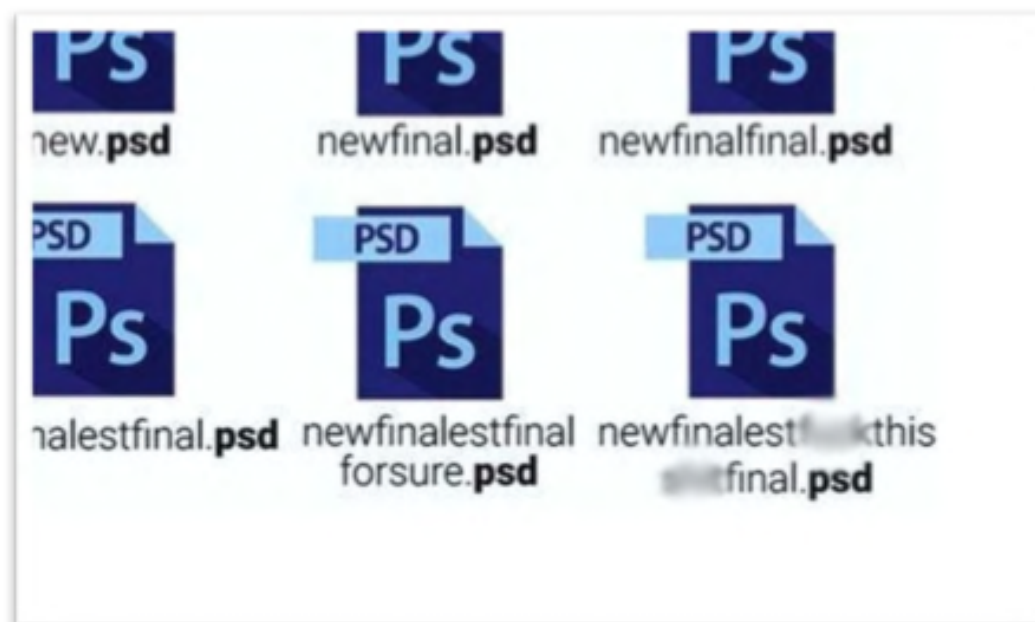 Ps Ps Ps
new.psd newfinal.psd newfinalfinal.psd
PSD PSD PSD
Ps Ps Ps
nalestfinal.psd newfinalestfinal newfinalest this
forsure.psd final.psd